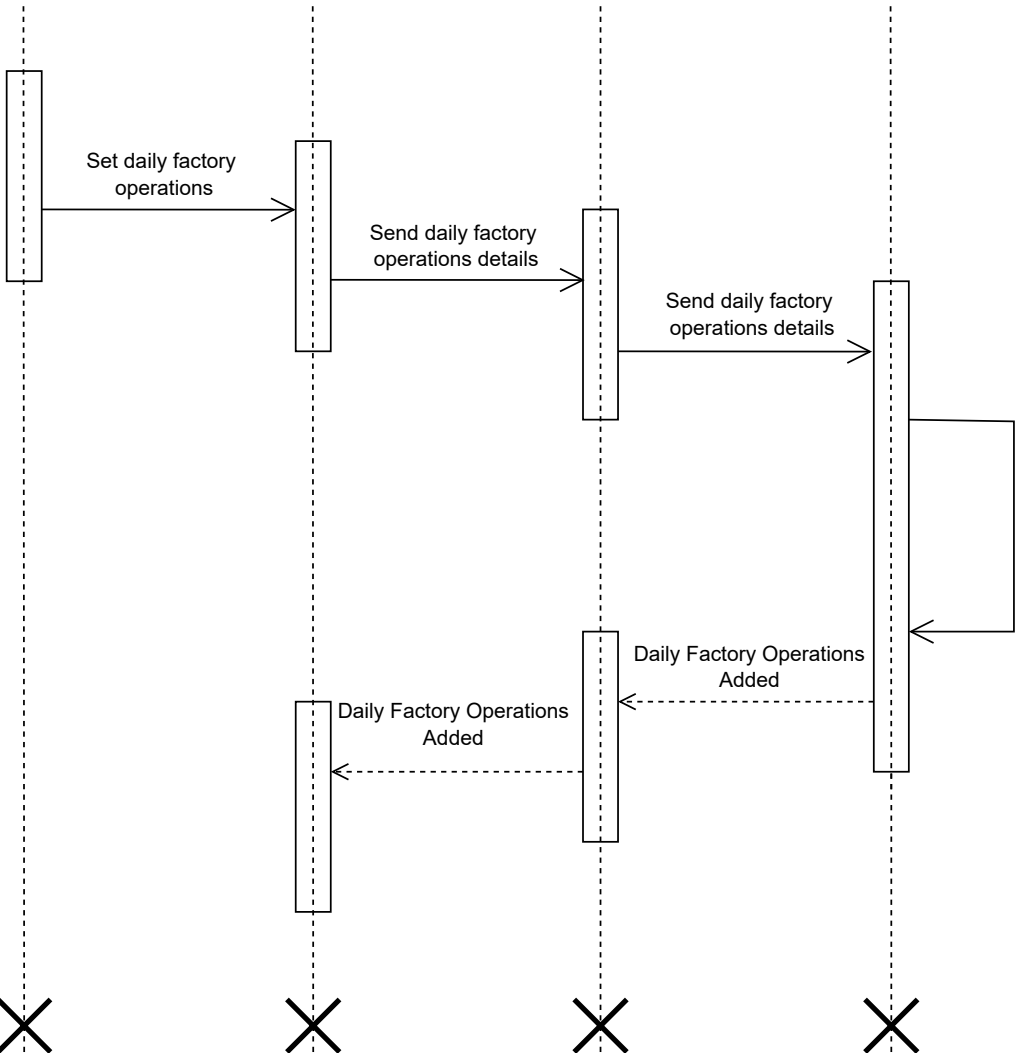 Set daily factory
operations
Send daily factory
operations details
Send daily factory
operations details
Daily Factory Operations
Added
Daily Factory Operations
Added